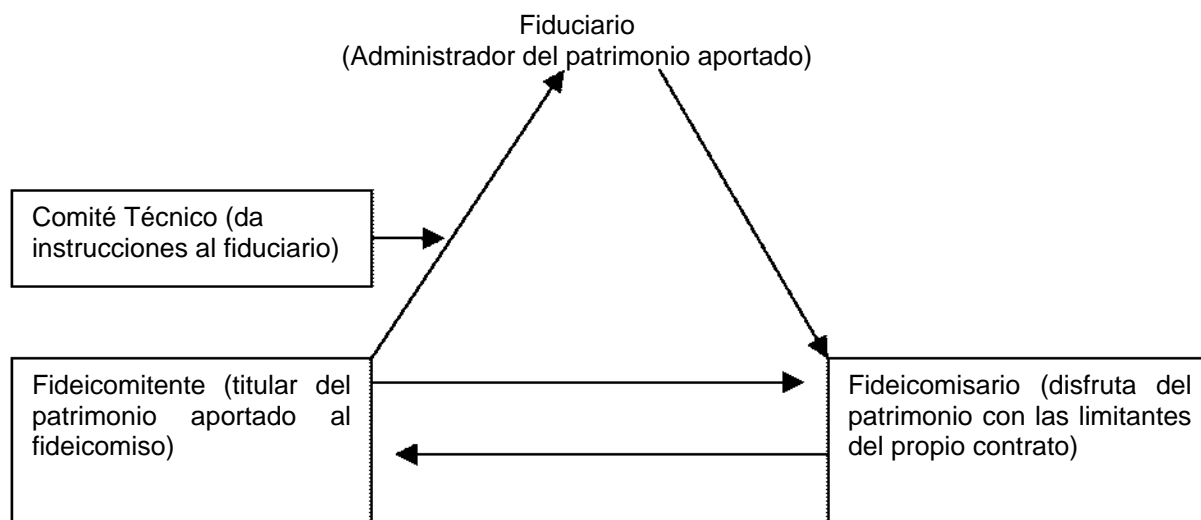 Fiduciario
(Administrador del patrimonio aportado)
Comité Técnico (da
instrucciones al fiduciario)
Fideicomitente (titular del
patrimonio aportado al
fideicomiso)
Fideicomisario (disfruta del
patrimonio con las limitantes
del propio contrato)